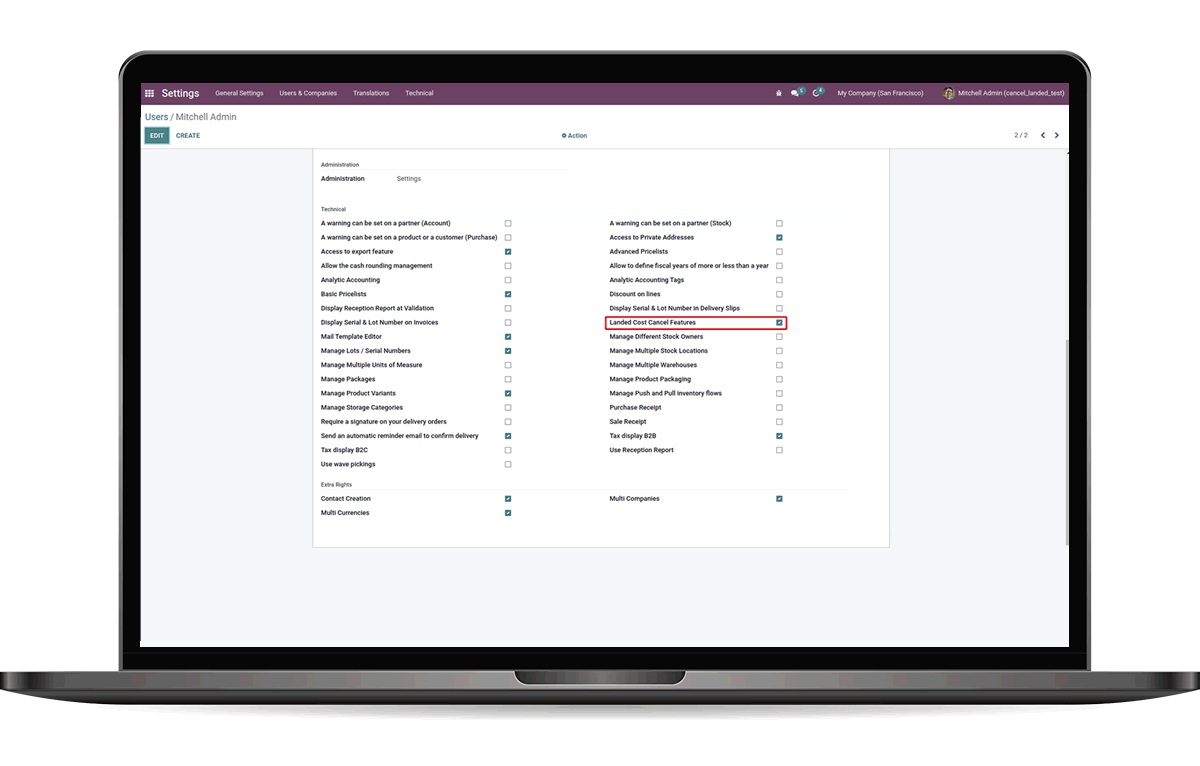 Settings General Settings Users & Companies Translations Technical 5 4 My Company (San Francisco) Mitchell Admin (cancel_landed_test)
Users / Mitchell Admin
EDIT CREATE Action 2 / 2
Administration
Administration Settings
Technical
A warning can be set on a partner (Account) A warning can be set on a partner (Stock)
A warning can be set on a product or a customer (Purchase) Access to Private Addresses
Access to export feature Advanced Pricelists
Allow the cash rounding management Allow to define fiscal years of more or less than a year
Analytic Accounting Analytic Accounting Tags
Basic Pricelists Discount on lines
Display Reception Report at Validation Display Serial & Lot Number in Delivery Slips
Display Serial & Lot Number on Invoices Landed Cost Cancel Features
Mail Template Editor Manage Different Stock Owners
Manage Lots / Serial Numbers Manage Multiple Stock Locations
Manage Multiple Units of Measure Manage Multiple Warehouses
Manage Packages Manage Product Packaging
Manage Product Variants Manage Push and Pull inventory flows
Manage Storage Categories Purchase Receipt
Require a signature on your delivery orders Sale Receipt
Send an automatic reminder email to confirm delivery Tax display B2B
Tax display B2C Use Reception Report
Use wave pickings
Extra Rights
Contact Creation Multi Companies
Multi Currencies